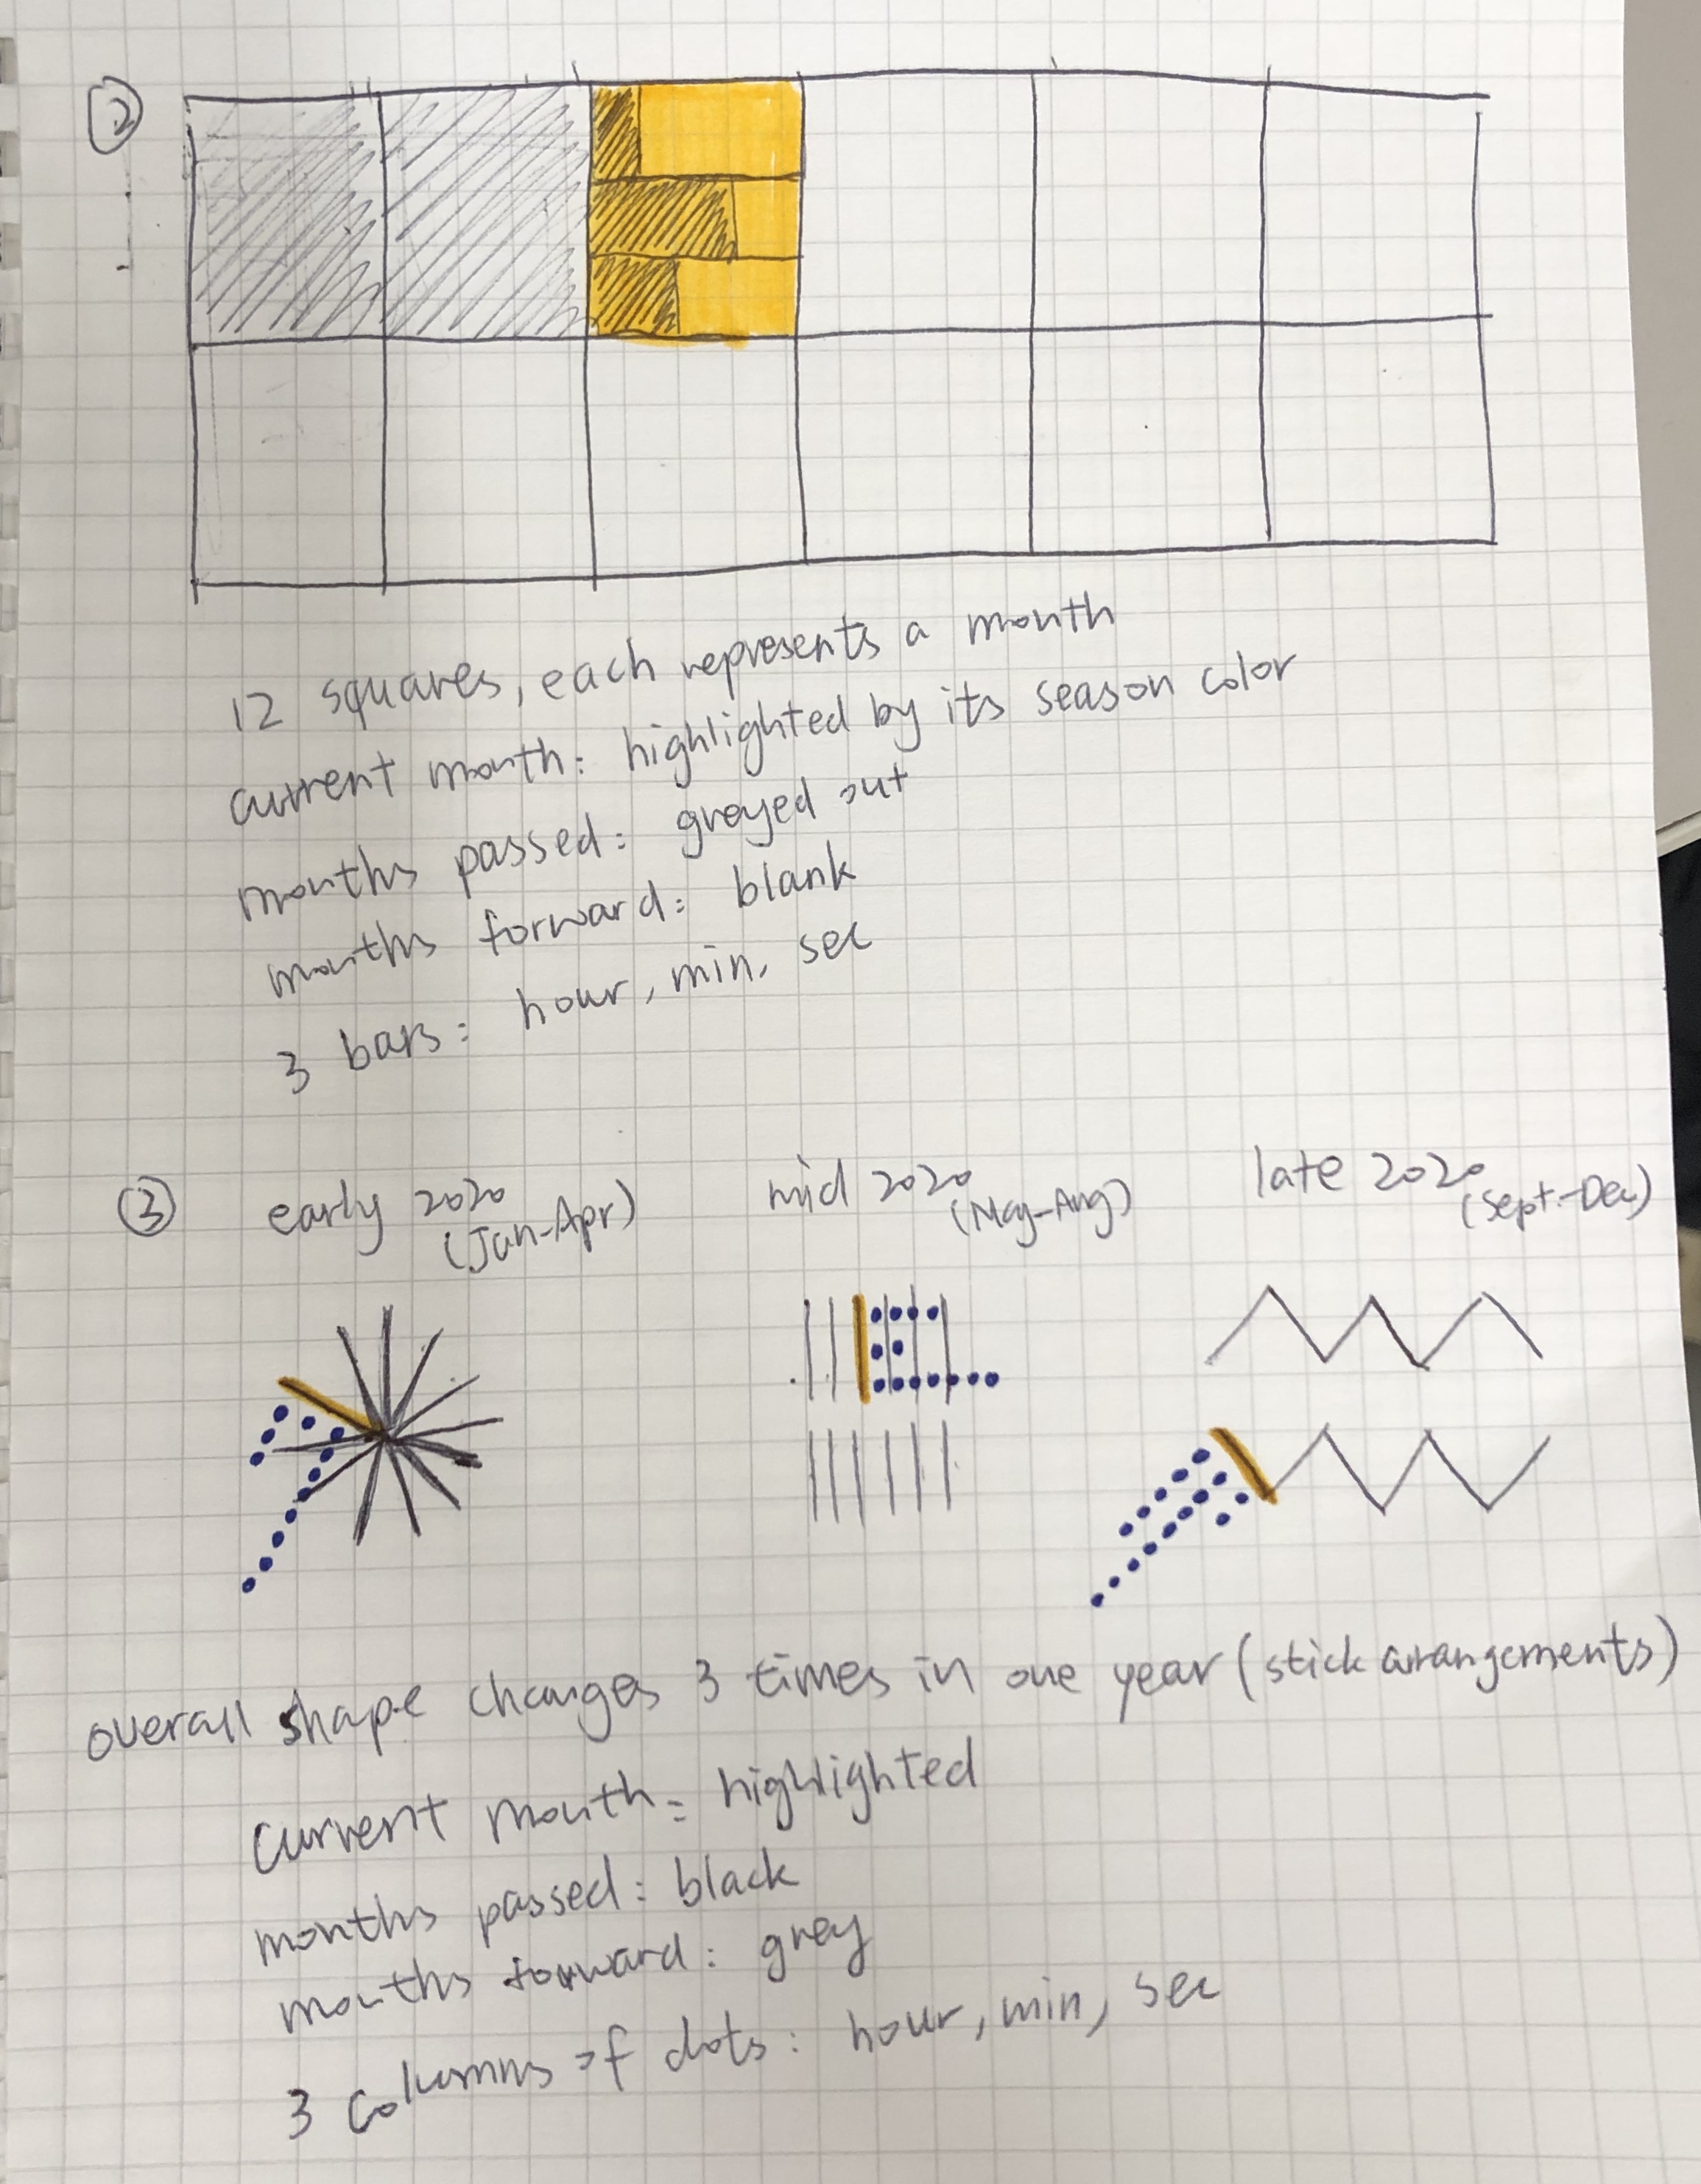 ②
12 squares, each represents a month
current month: highlighted by its season color
months passed: greyed out
months forward: blank
3 bars: hour, min, sec
③ early 2020 (Jan-Apr)
mid 2020 (May-Aug)
late 2020 (Sept-Dec)
overall shape changes 3 times in one year (stick arrangements)
current month = highlighted
months passed: black
months forward: grey
3 columns of dots: hour, min, sec